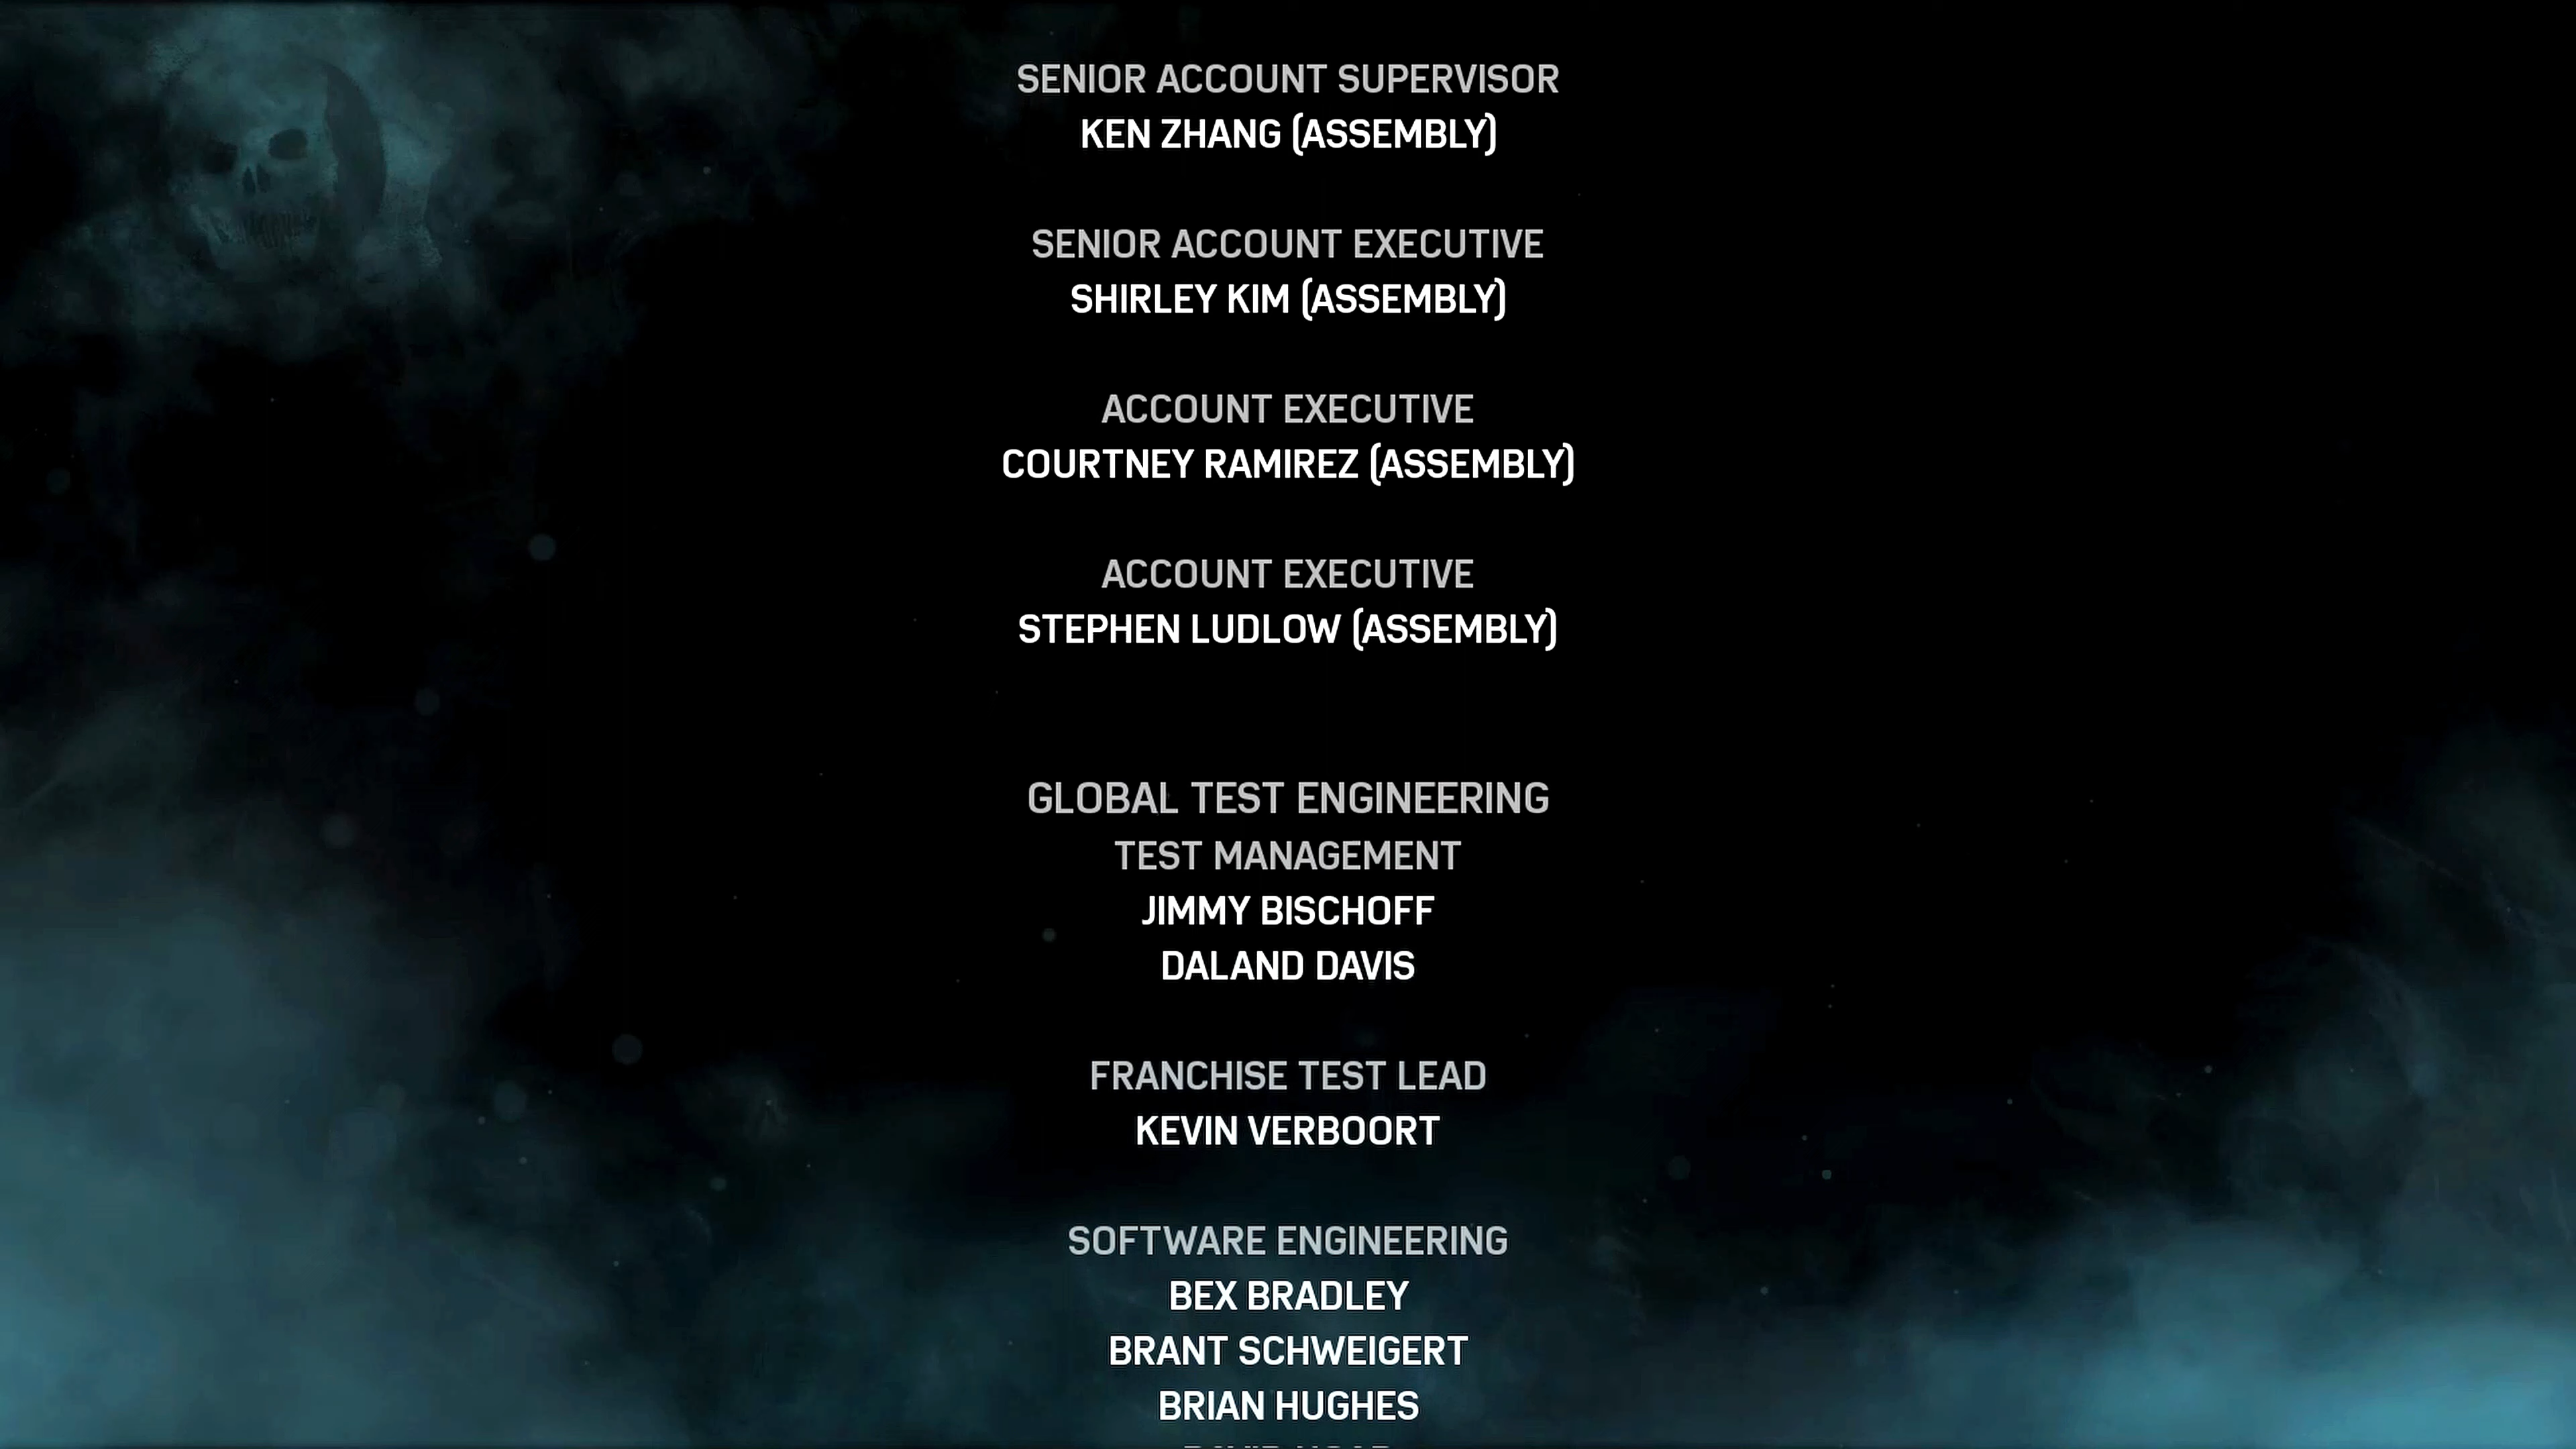 SENIOR ACCOUNT SUPERVISOR
KEN ZHANG (ASSEMBLY)
SENIOR ACCOUNT EXECUTIVE
SHIRLEY KIM (ASSEMBLY)
ACCOUNT EXECUTIVE
COURTNEY RAMIREZ (ASSEMBLY)
ACCOUNT EXECUTIVE
STEPHEN LUDLOW (ASSEMBLY)
GLOBAL TEST ENGINEERING
TEST MANAGEMENT
JIMMY BISCHOFF
DALAND DAVIS
FRANCHISE TEST LEAD
KEVIN VERBOORT
SOFTWARE ENGINEERING
BEX BRADLEY
BRANT SCHWEIGERT
BRIAN HUGHES